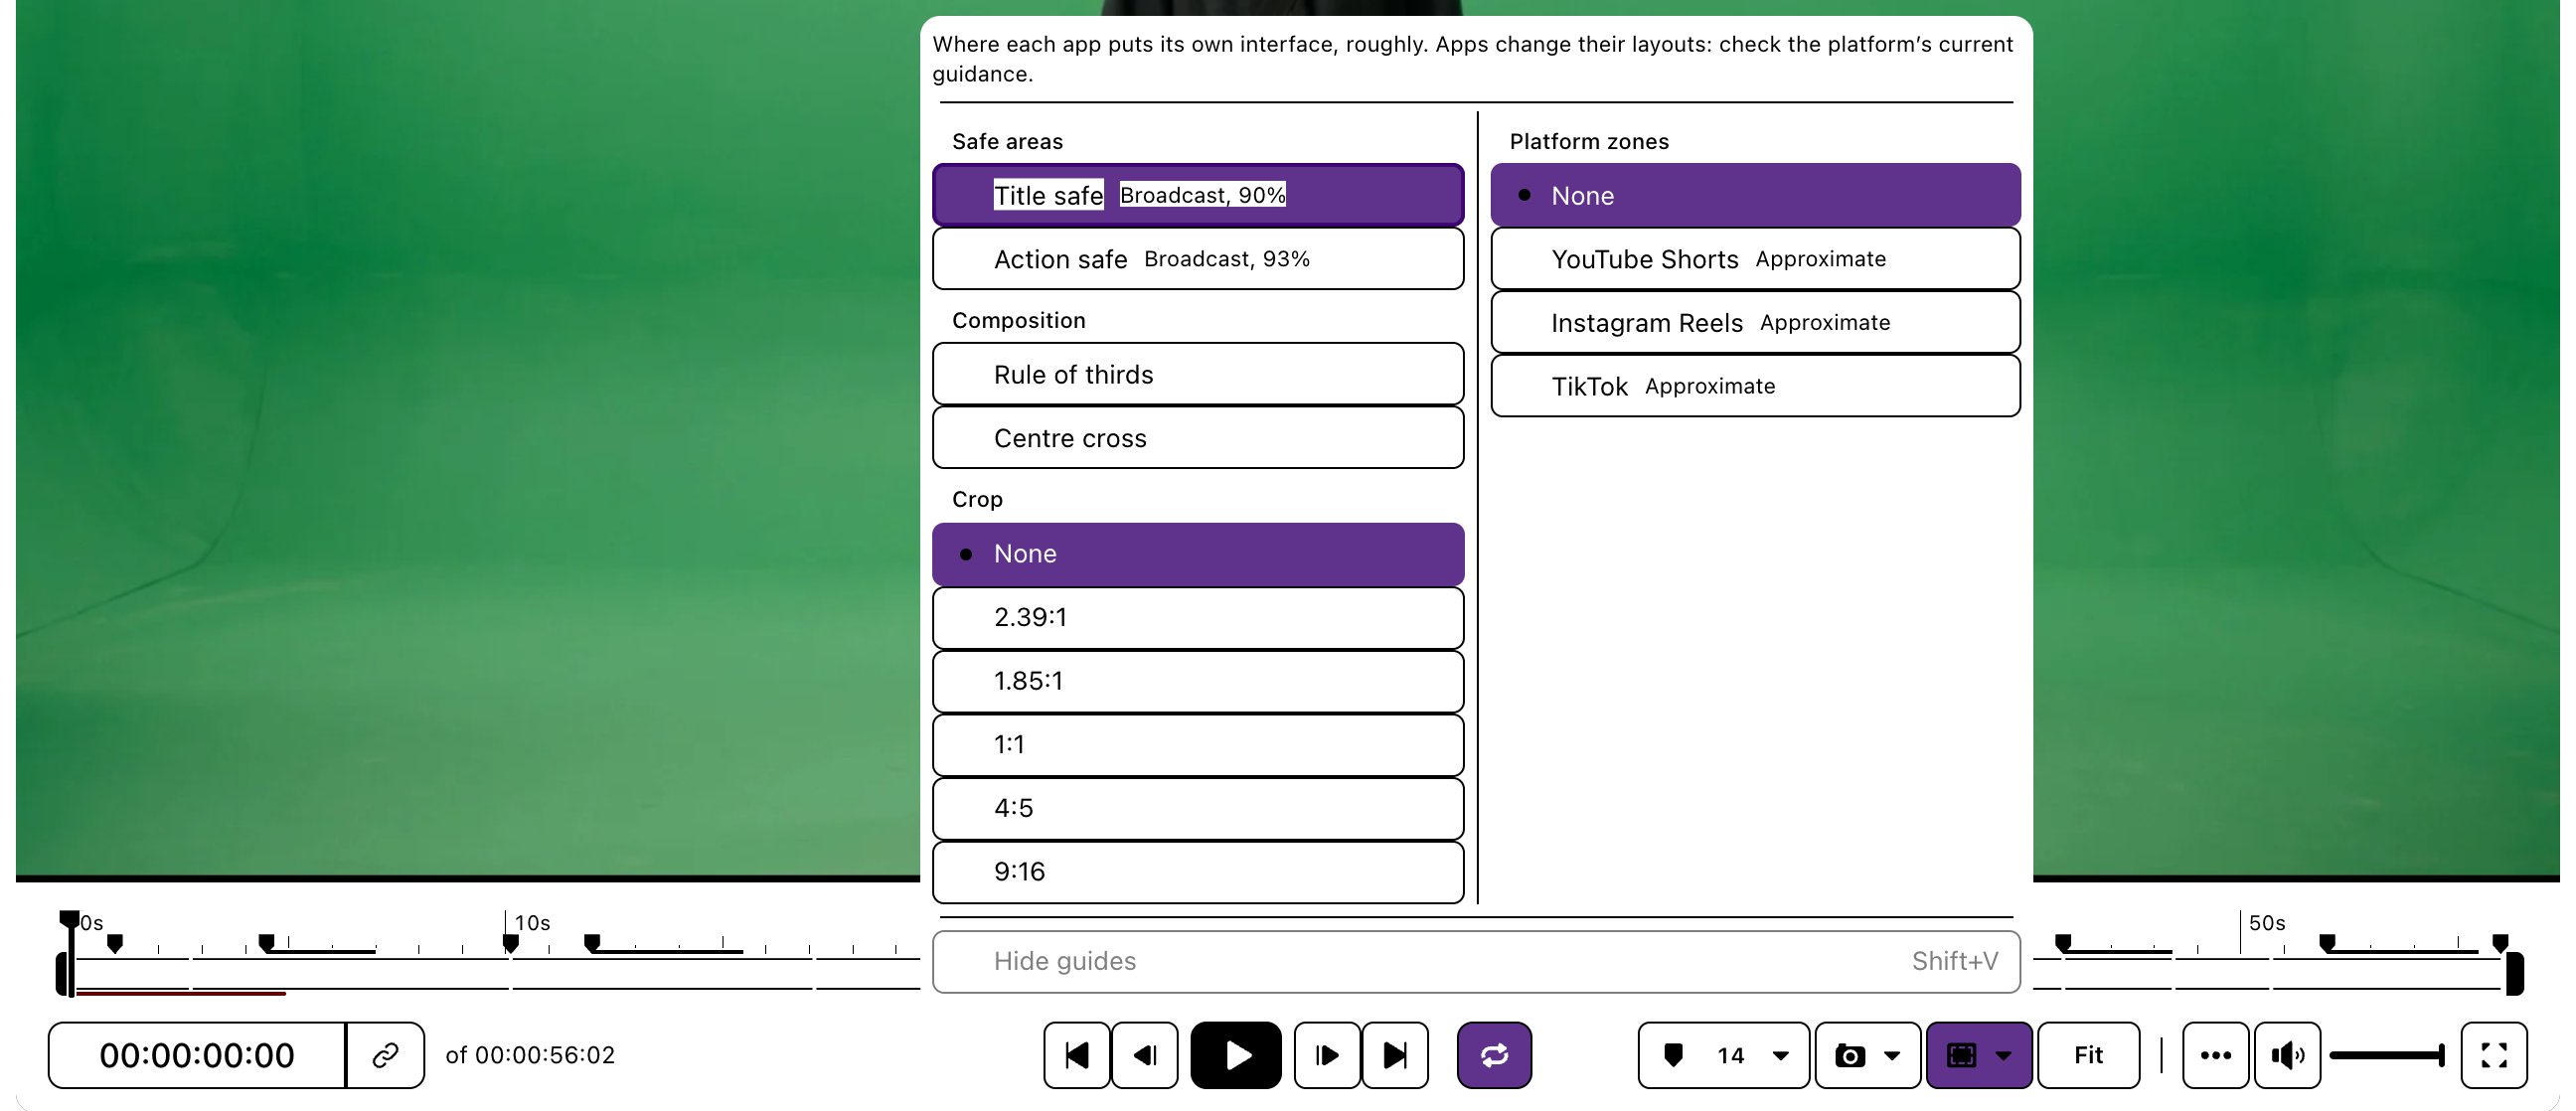 Where each app puts its own interface, roughly. Apps change their layouts: check the platform’s current
guidance.
Safe areas
Title safe Broadcast, 90%
Action safe Broadcast, 93%
Composition
Rule of thirds
Centre cross
Crop
None
2.39:1
1.85:1
1:1
4:5
9:16
Platform zones
None
YouTube Shorts Approximate
Instagram Reels Approximate
TikTok Approximate
Hide guides Shift+V
0s 10s 50s
00:00:00:00 of 00:00:56:02 14 Fit